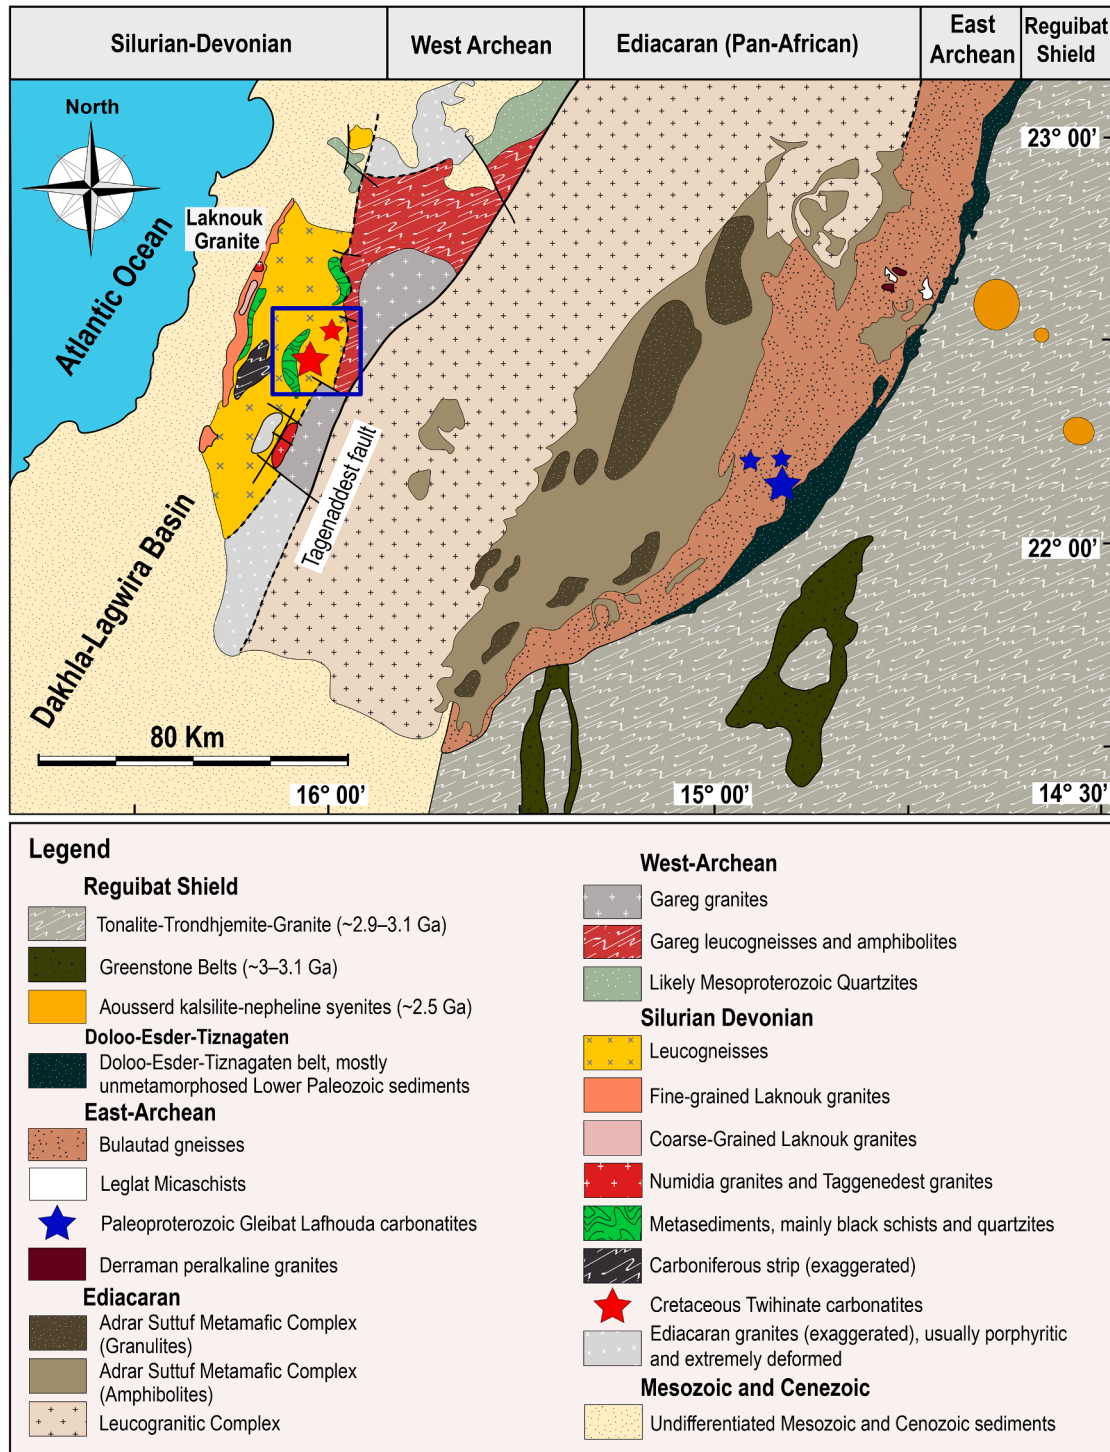 Silurian-Devonian
West Archean
Ediacaran (Pan-African)
East
Archean
Reguibat
Shield
North
23° 00’
Laknouk
Granite
Atlantic Ocean
Tagenaddest fault
22° 00’
Dakhla-Lagwira Basin
80 Km
16° 00’
15° 00’
14° 30’
Legend
Reguibat Shield
Tonalite-Trondhjemite-Granite (~2.9–3.1 Ga)
Greenstone Belts (~3–3.1 Ga)
Aousserd kalsilite-nepheline syenites (~2.5 Ga)
Doloo-Esder-Tiznagaten
Doloo-Esder-Tiznagaten belt, mostly
unmetamorphosed Lower Paleozoic sediments
East-Archean
Bulautad gneisses
Leglat Micaschists
Paleoproterozoic Gleibat Lafhouda carbonatites
Derraman peralkaline granites
Ediacaran
Adrar Suttuf Metamafic Complex
(Granulites)
Adrar Suttuf Metamafic Complex
(Amphibolites)
Leucogranitic Complex
West-Archean
Gareg granites
Gareg leucogneisses and amphibolites
Likely Mesoproterozoic Quartzites
Silurian Devonian
Leucogneisses
Fine-grained Laknouk granites
Coarse-Grained Laknouk granites
Numidia granites and Taggenedest granites
Metasediments, mainly black schists and quartzites
Carboniferous strip (exaggerated)
Cretaceous Twihinate carbonatites
Ediacaran granites (exaggerated), usually porphyritic
and extremely deformed
Mesozoic and Cenezoic
Undifferentiated Mesozoic and Cenozoic sediments